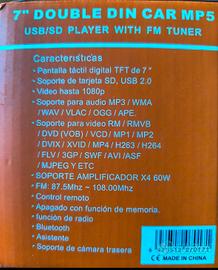 7" DOUBLE DIN CAR MP5
USB/SD PLAYER WITH FM TUNER
Características
• Pantalla táctil digital TFT de 7 "
• Soporte de tarjeta SD, USB 2.0
• Video hasta 1080p
• Soporte para audio MP3 / WMA
/ WAV / VLAC / OGG / APE.
• Soporte para video RM / RMVB
/ DVD (VOB) / VCD / MP1 / MP2
/ DVIX / XVID / MP4 / H263 / H264
/ FLV / 3GP / SWF / AVI /ASF
/ MJPEG Y ETC
• SOPORTE AMPLIFICADOR X4 60W
• FM: 87.5Mhz ~ 108.00Mhz
• Control remoto
• Apagado con función de memoria.
• función de radio
• Bluetooth
• Asistente
• Soporte de cámara trasera
CE MADE IN CHINA